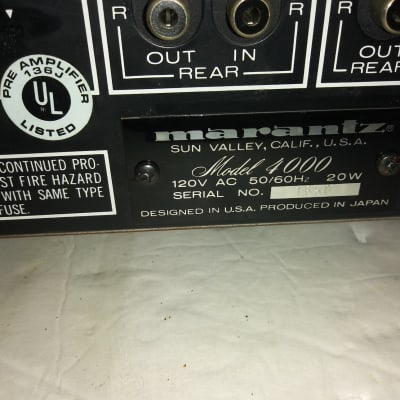 R
R
OUT IN
REAR
OUT
REAR
PRE AMPLIFIER
136J
UL
LISTED
CONTINUED PRO-
ST FIRE HAZARD
WITH SAME TYPE
FUSE.
marantz
SUN VALLEY, CALIF., U.S.A.
Model 4000
120V AC 50/60Hz 20W
SERIAL NO.
DESIGNED IN U.S.A. PRODUCED IN JAPAN